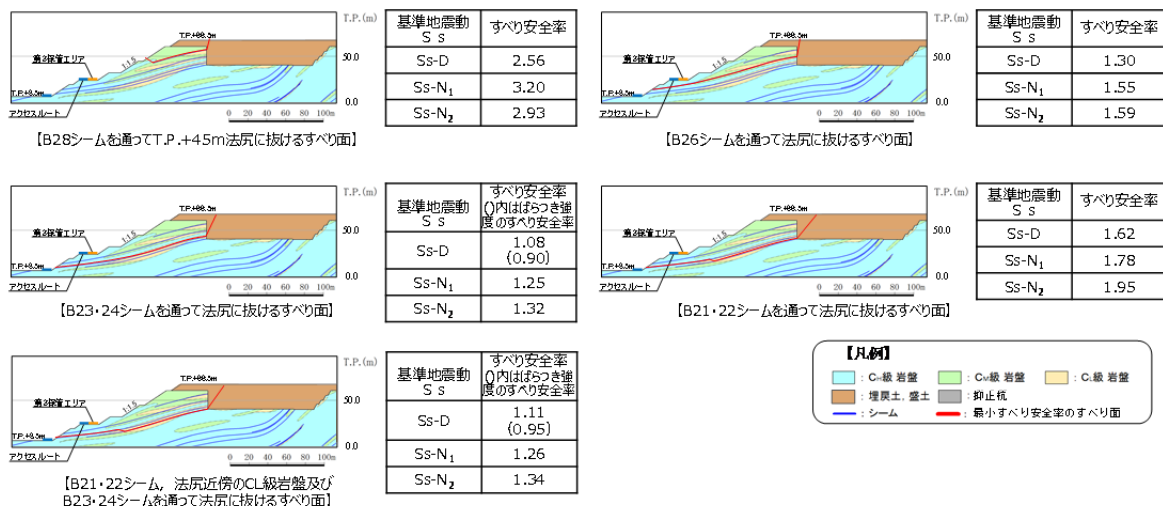 T.P.(m)
T.P.+88.5m
第3保管エリア
1:1.5
50.0
T.P.+8.5m
0.0
アクセスルート
0 20 40 60 80 100m
【B28シームを通ってT.P.+45m法尻に抜けるすべり面】
基準地震動
Ss
すべり安全率
Ss-D 2.56
Ss-N₁ 3.20
Ss-N₂ 2.93
T.P.(m)
T.P.+88.5m
第3保管エリア
1:1.5
50.0
T.P.+8.5m
0.0
アクセスルート
0 20 40 60 80 100m
【B26シームを通って法尻に抜けるすべり面】
基準地震動
Ss
すべり安全率
Ss-D 1.30
Ss-N₁ 1.55
Ss-N₂ 1.59
T.P.(m)
T.P.+88.5m
第3保管エリア
1:1.5
50.0
T.P.+8.5m
0.0
アクセスルート
0 20 40 60 80 100m
【B23・24シームを通って法尻に抜けるすべり面】
基準地震動
Ss
すべり安全率
()内はばらつき強
度のすべり安全率
Ss-D 1.08
(0.90)
Ss-N₁ 1.25
Ss-N₂ 1.32
T.P.(m)
T.P.+88.5m
第3保管エリア
1:1.5
50.0
T.P.+8.5m
0.0
アクセスルート
0 20 40 60 80 100m
【B21・22シームを通って法尻に抜けるすべり面】
基準地震動
Ss
すべり安全率
Ss-D 1.62
Ss-N₁ 1.78
Ss-N₂ 1.95
T.P.(m)
T.P.+88.5m
第3保管エリア
1:1.5
50.0
T.P.+8.5m
0.0
アクセスルート
0 20 40 60 80 100m
【B21・22シーム，法尻近傍のCL級岩盤及び
B23・24シームを通って法尻に抜けるすべり面】
基準地震動
Ss
すべり安全率
()内はばらつき強
度のすべり安全率
Ss-D 1.11
(0.95)
Ss-N₁ 1.26
Ss-N₂ 1.34
【凡例】
：CH級 岩盤 ：CM級 岩盤 ：CL級 岩盤
：埋戻土，盛土 ：抑止杭
：シーム ：最小すべり安全率のすべり面